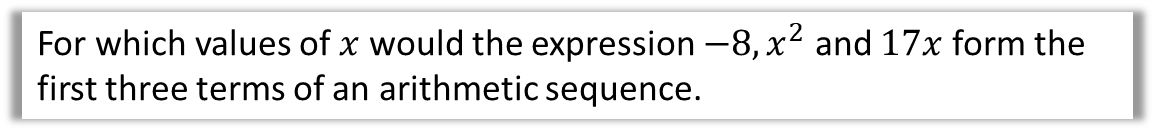 For which values of x would the expression −8, x² and 17x form the
first three terms of an arithmetic sequence.